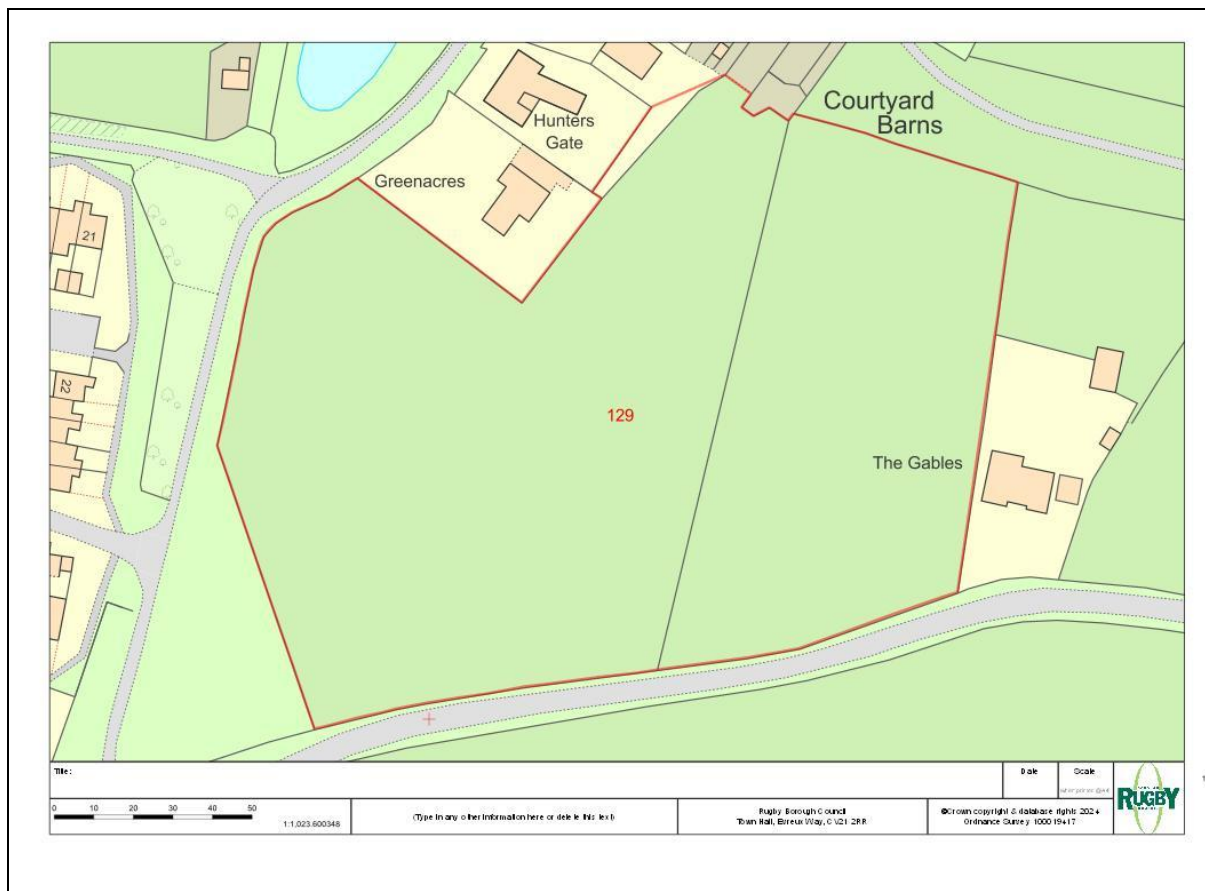 Courtyard
Barns
Hunters
Gate
Greenacres
21
22
129
The Gables
Title:
Date
Scale
0 10 20 30 40 50
1:1,023.600348
(Type in any other information here or delete this text)
Rugby Borough Council
Town Hall, Evreux Way, CV21 2RR
©Crown copyright & database rights 2024
Ordnance Survey 100019417
RUGBY